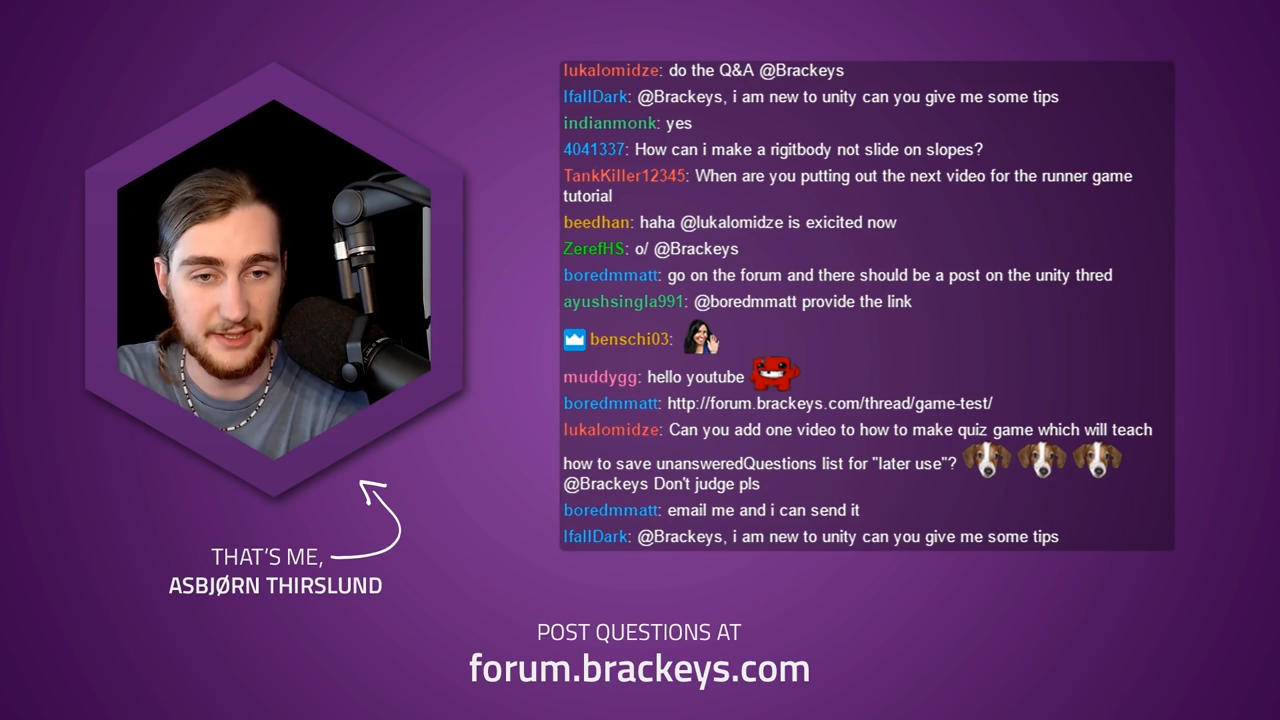 lukalomidze: do the Q&A @Brackeys
IfallDark: @Brackeys, i am new to unity can you give me some tips
indianmonk: yes
4041337: How can i make a rigitbody not slide on slopes?
TankKiller12345: When are you putting out the next video for the runner game
tutorial
beedhan: haha @lukalomidze is exicited now
ZerefHS: o/ @Brackeys
boredmmatt: go on the forum and there should be a post on the unity thred
ayushsingla991: @boredmmatt provide the link
benschi03:
muddygg: hello youtube
boredmmatt: http://forum.brackeys.com/thread/game-test/
lukalomidze: Can you add one video to how to make quiz game which will teach
how to save unansweredQuestions list for "later use"?
@Brackeys Don't judge pls
boredmmatt: email me and i can send it
IfallDark: @Brackeys, i am new to unity can you give me some tips
THAT'S ME,
ASBJØRN THIRSLUND
POST QUESTIONS AT
forum.brackeys.com